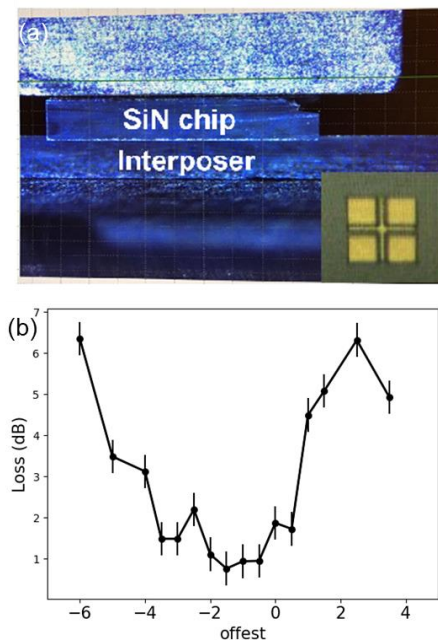 (a)
SiN chip
Interposer
(b)
7
6
5
4
3
2
1
Loss (dB)
−6 −4 −2 0 2 4
offest